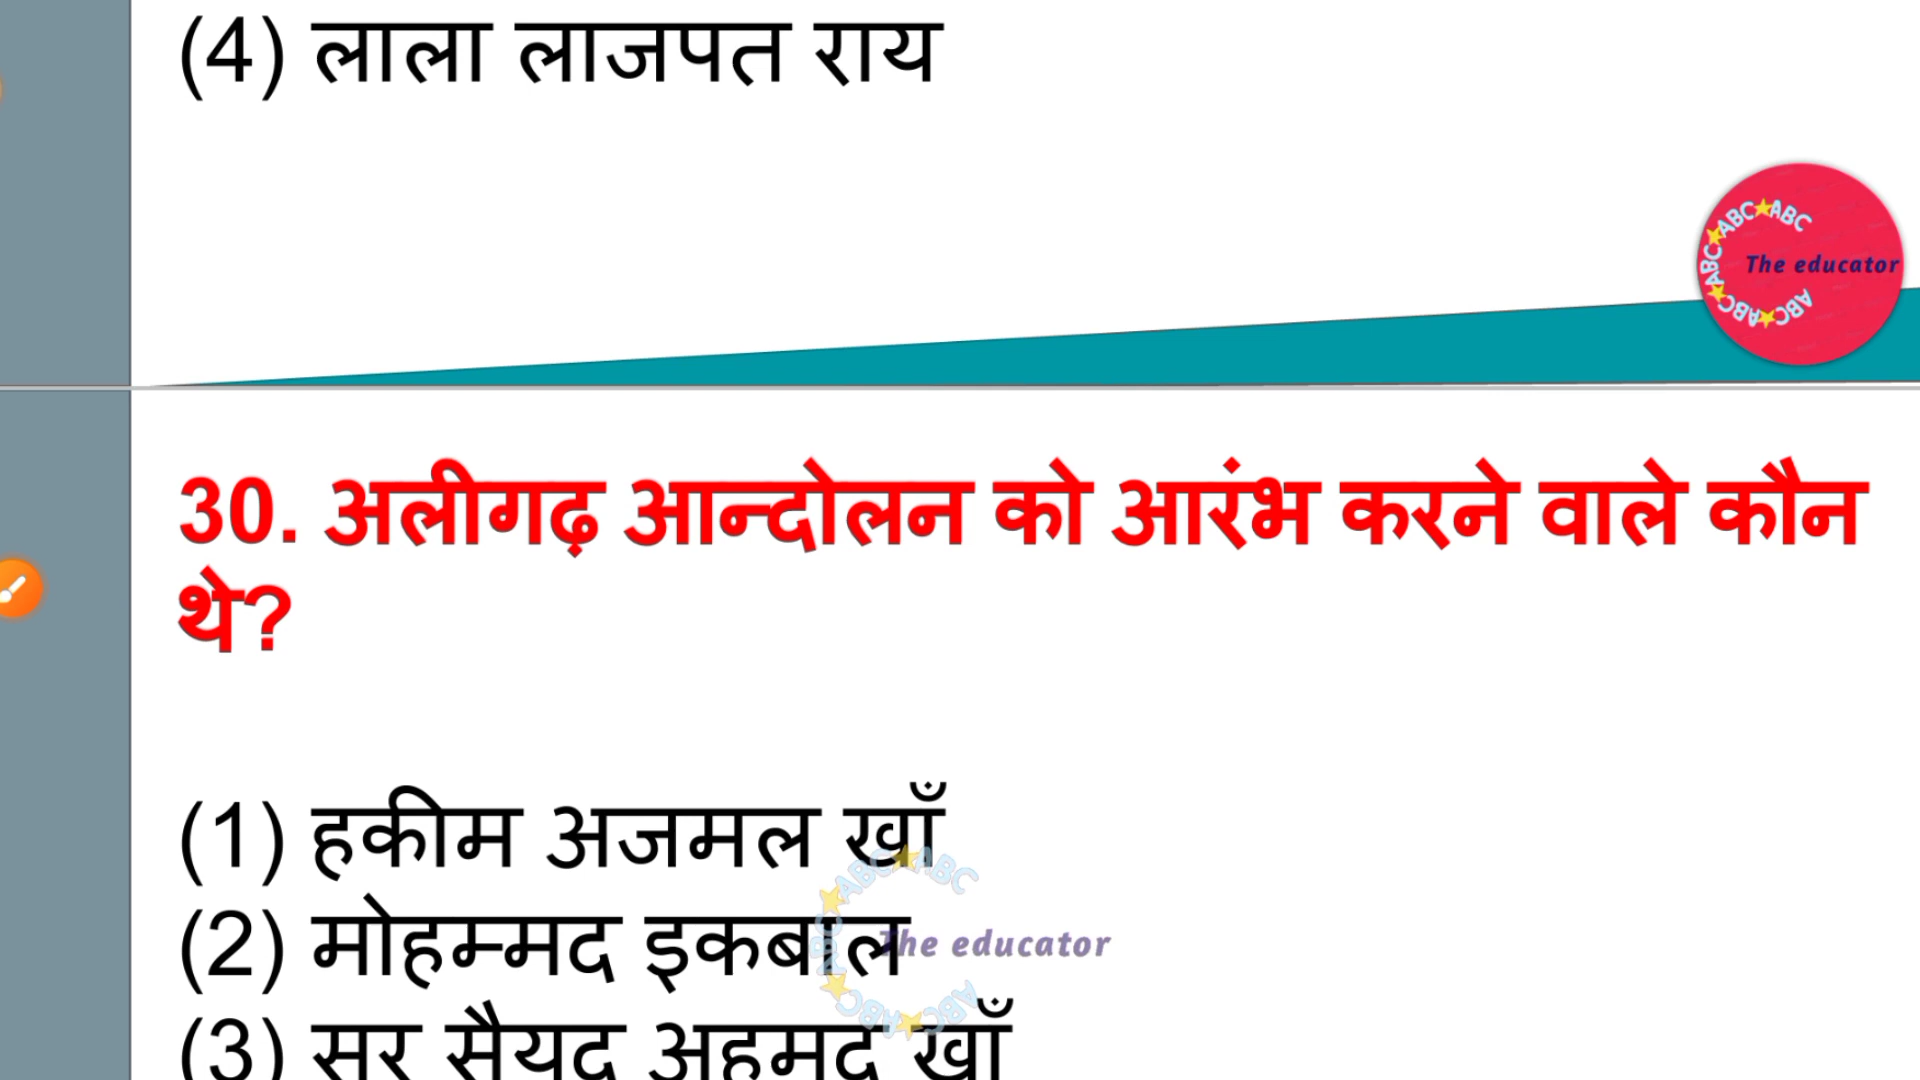 (4) लाला लाजपत राय
ABC★ABC★ABC★ABC★ABC
The educator
30. अलीगढ़ आन्दोलन को आरंभ करने वाले कौन
थे?
(1) हकीम अजमल खाँ
(2) मोहम्मद इकबाल
The educator
(3) सर सैयद अहमद खाँ